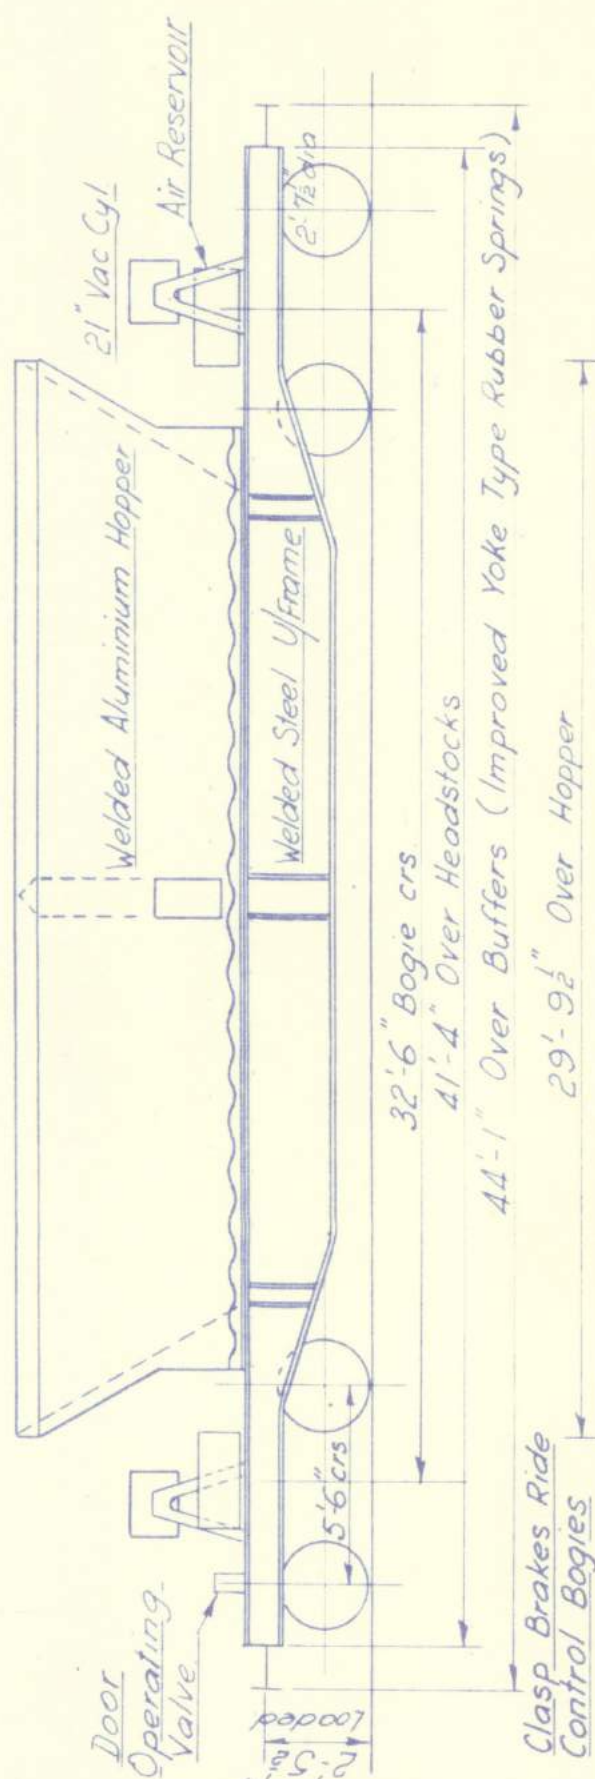 Door
Operating
Valve
21" Vac Cyl
Air Reservoir
Welded Aluminium Hopper
Welded Steel U/Frame
2'-7½" dia
5'-6" crs
32'-6" Bogie crs
41'-4" Over Headstocks
44'-1" Over Buffers (Improved Yoke Type Rubber Springs)
29'-9½" Over Hopper
Loaded
Clasp Brakes Ride
Control Bogies